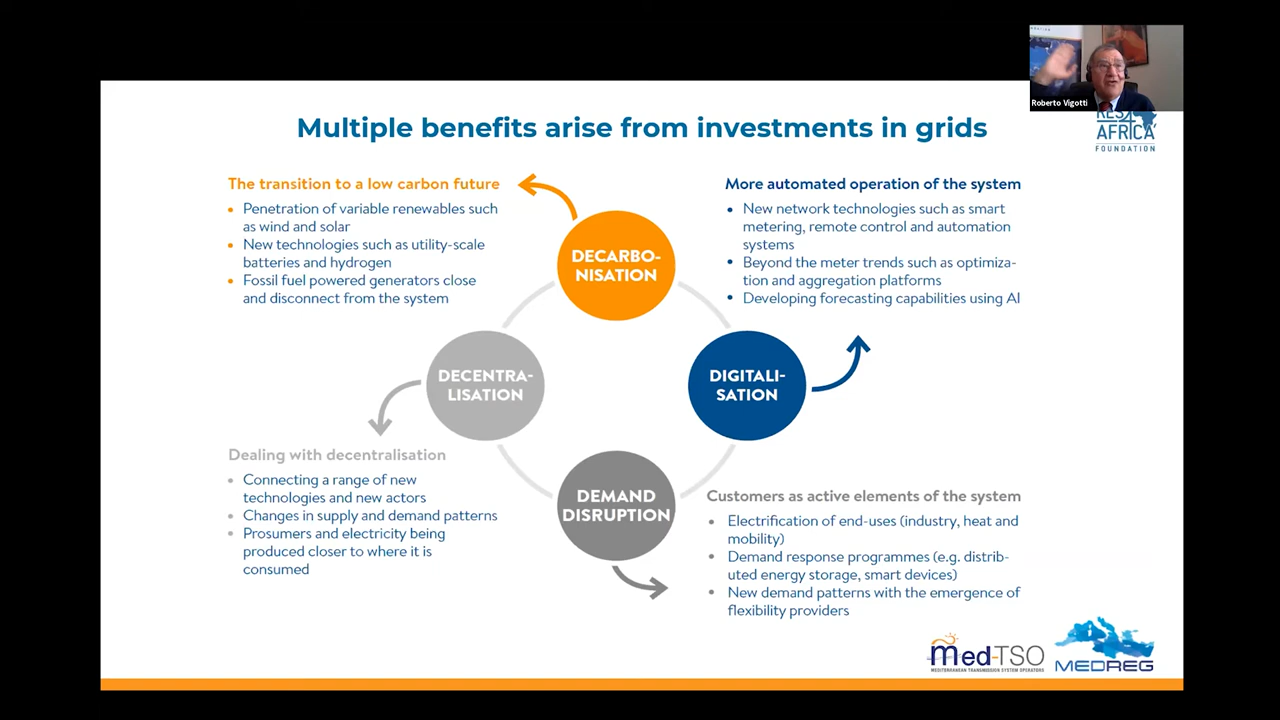 Roberto Vigotti
Multiple benefits arise from investments in grids
RES4
AFRICA
FOUNDATION
The transition to a low carbon future
• Penetration of variable renewables such
as wind and solar
• New technologies such as utility-scale
batteries and hydrogen
• Fossil fuel powered generators close
and disconnect from the system
DECARBO-
NISATION
More automated operation of the system
• New network technologies such as smart
metering, remote control and automation
systems
• Beyond the meter trends such as optimiza-
tion and aggregation platforms
• Developing forecasting capabilities using AI
DECENTRA-
LISATION
DIGITALI-
SATION
Dealing with decentralisation
• Connecting a range of new
technologies and new actors
• Changes in supply and demand patterns
• Prosumers and electricity being
produced closer to where it is
consumed
DEMAND
DISRUPTION
Customers as active elements of the system
• Electrification of end-uses (industry, heat and
mobility)
• Demand response programmes (e.g. distrib-
uted energy storage, smart devices)
• New demand patterns with the emergence of
flexibility providers
Med-TSO
MEDITERRANEAN TRANSMISSION SYSTEM OPERATORS
MEDREG